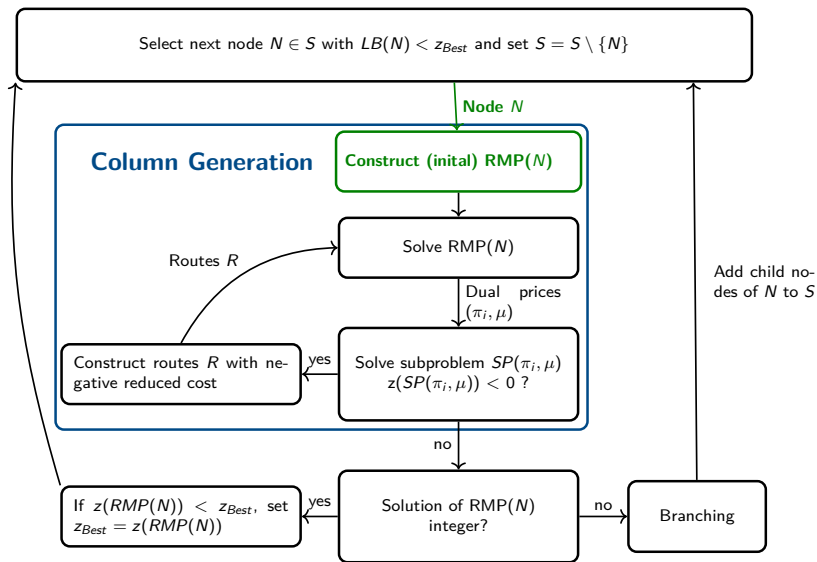 Select next node N ∈ S with LB(N) < z_Best and set S = S \ {N}
Node N
Column Generation
Construct (inital) RMP(N)
Solve RMP(N)
Routes R
Dual prices
(π_i, μ)
Add child no-
des of N to S
Construct routes R with ne-
gative reduced cost
yes
Solve subproblem SP(π_i, μ)
z(SP(π_i, μ)) < 0 ?
no
If z(RMP(N)) < z_Best, set
z_Best = z(RMP(N))
yes
Solution of RMP(N)
integer?
no
Branching